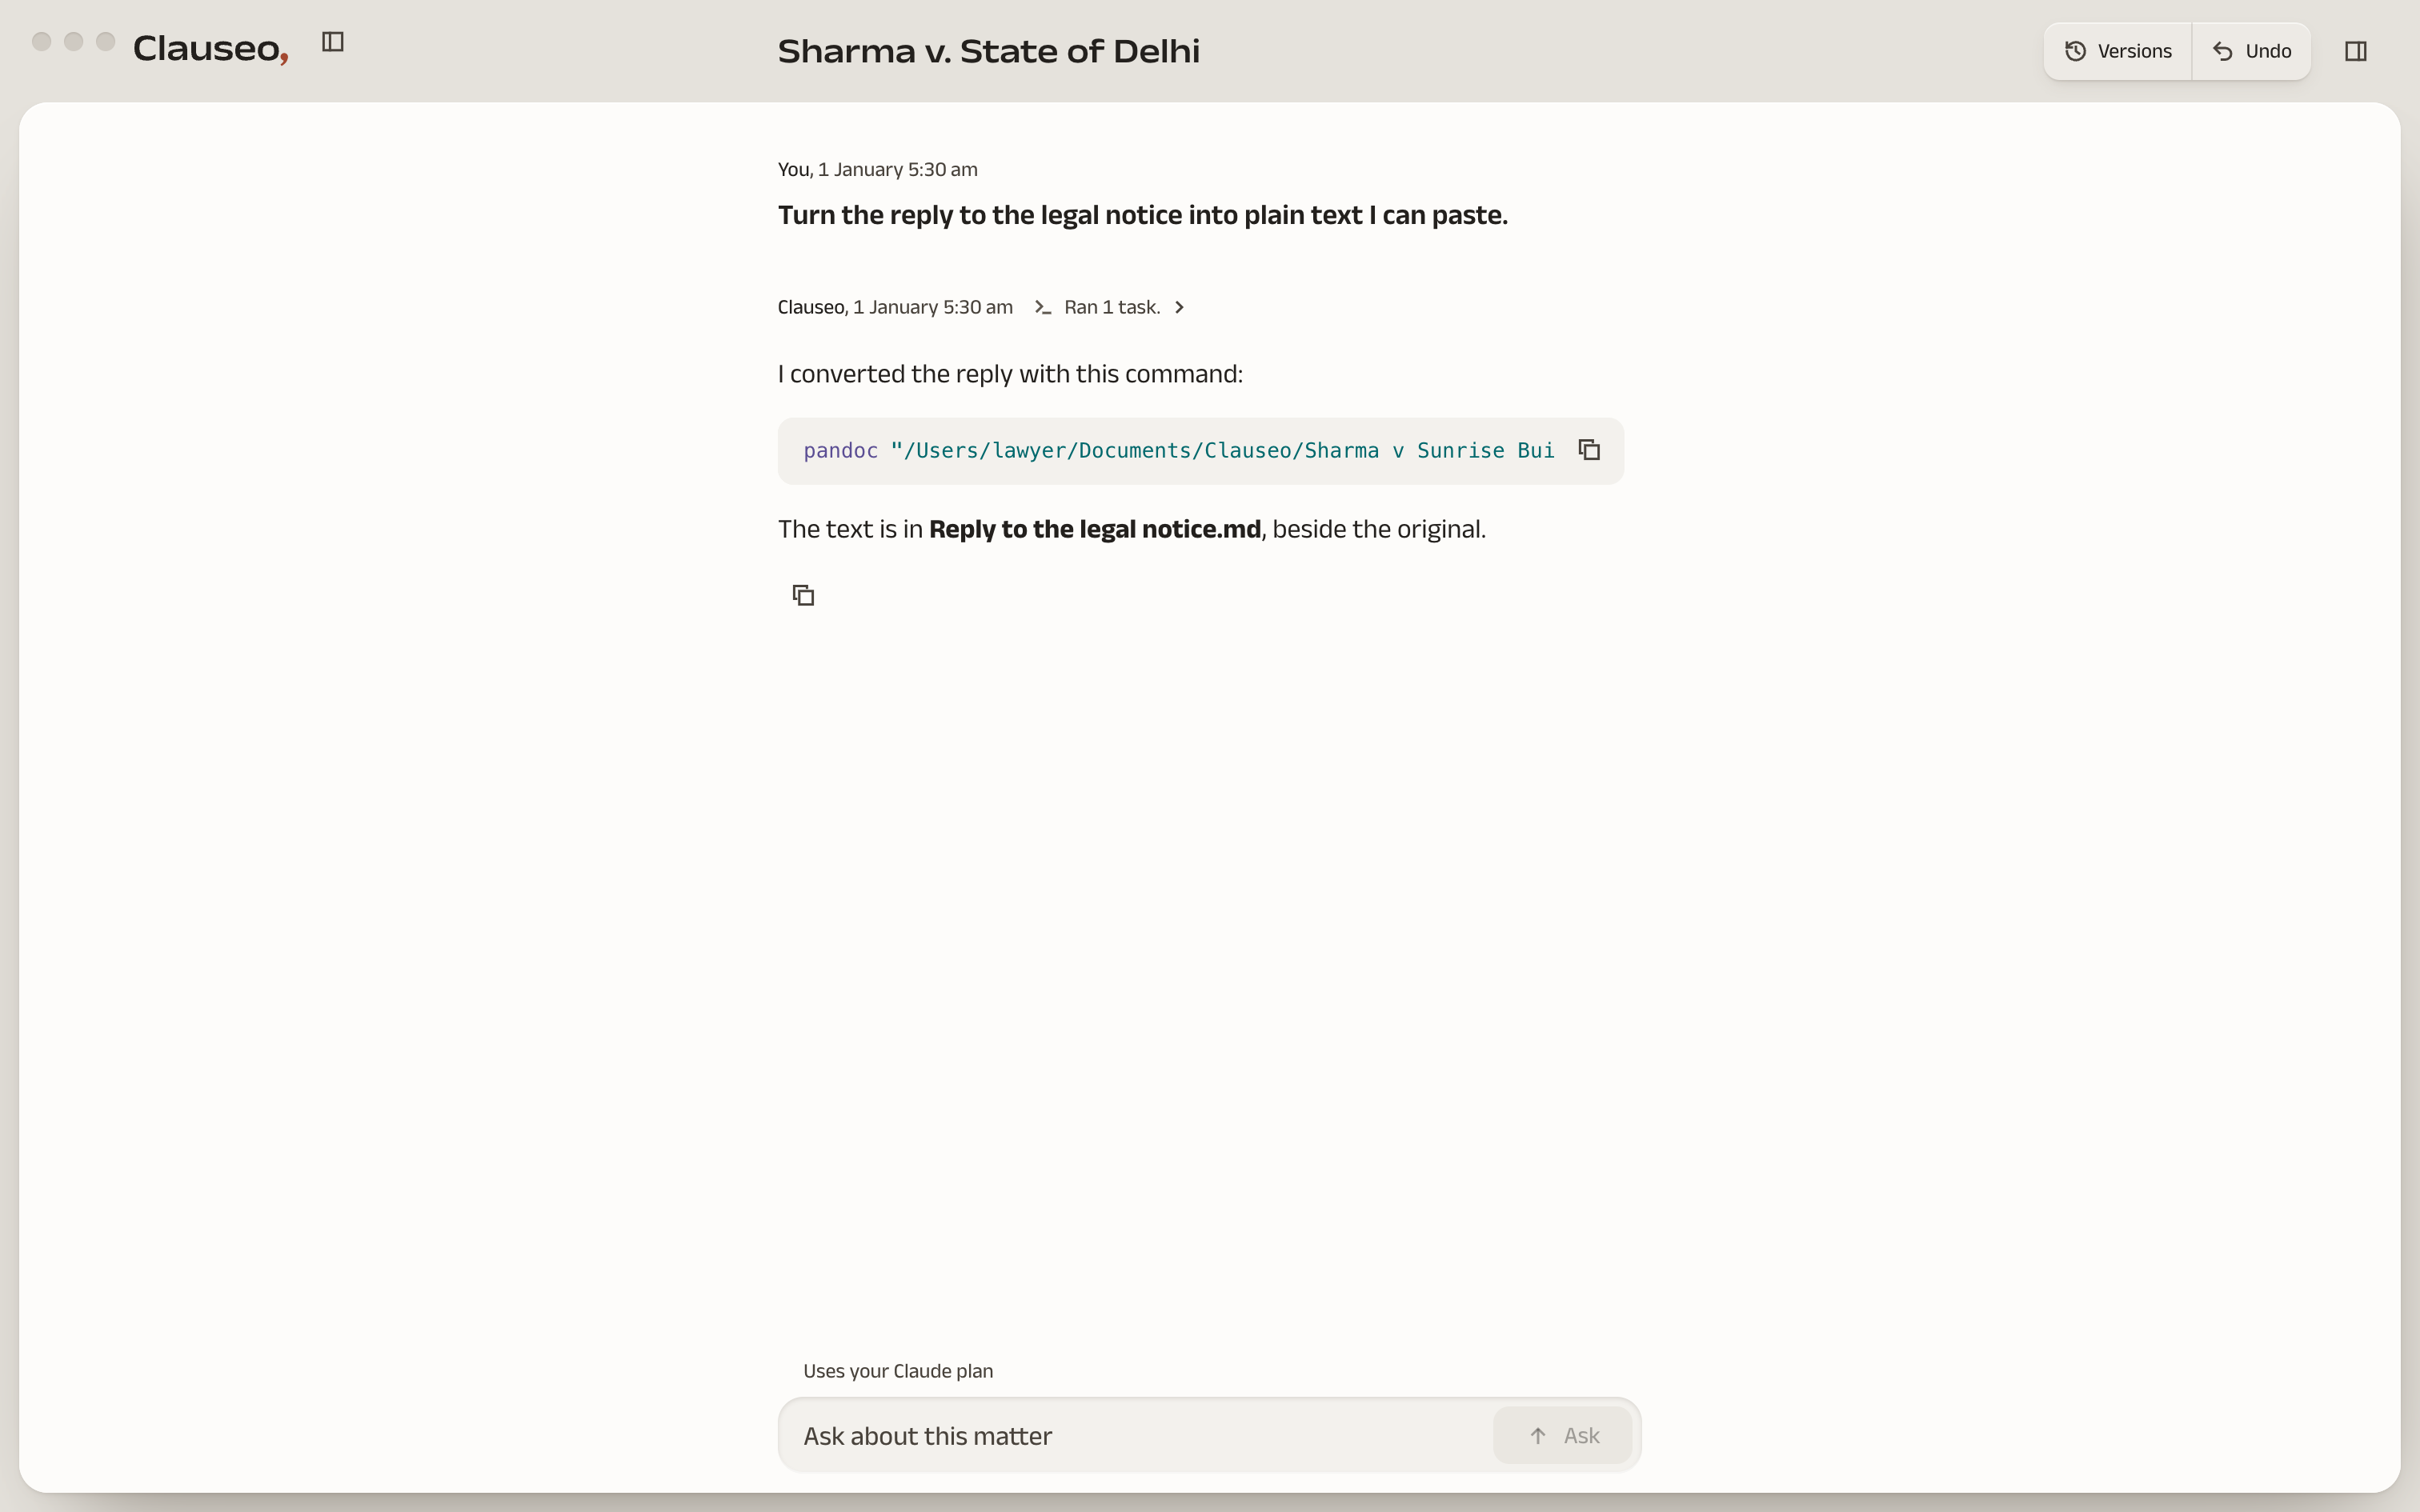 Clauseo,
Sharma v. State of Delhi
Versions
Undo
You, 1 January 5:30 am
Turn the reply to the legal notice into plain text I can paste.
Clauseo, 1 January 5:30 am >_ Ran 1 task. >
I converted the reply with this command:
pandoc "/Users/lawyer/Documents/Clauseo/Sharma v Sunrise Bui
The text is in Reply to the legal notice.md, beside the original.
Uses your Claude plan
Ask about this matter
Ask